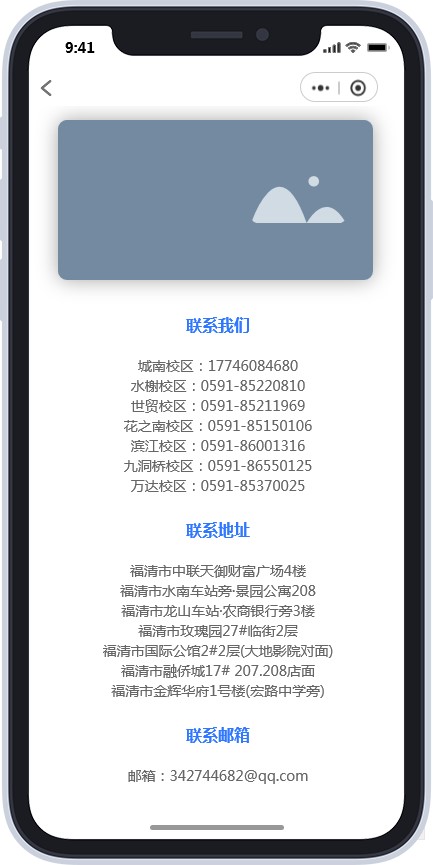 9:41
联系我们
城南校区：17746084680
水榭校区：0591-85220810
世贸校区：0591-85211969
花之南校区：0591-85150106
滨江校区：0591-86001316
九洞桥校区：0591-86550125
万达校区：0591-85370025
联系地址
福清市中联天御财富广场4楼
福清市水南车站旁·景园公寓208
福清市龙山车站·农商银行旁3楼
福清市玫瑰园27#临街2层
福清市国际公馆2#2层(大地影院对面)
福清市融侨城17# 207.208店面
福清市金辉华府1号楼(宏路中学旁)
联系邮箱
邮箱：342744682@qq.com